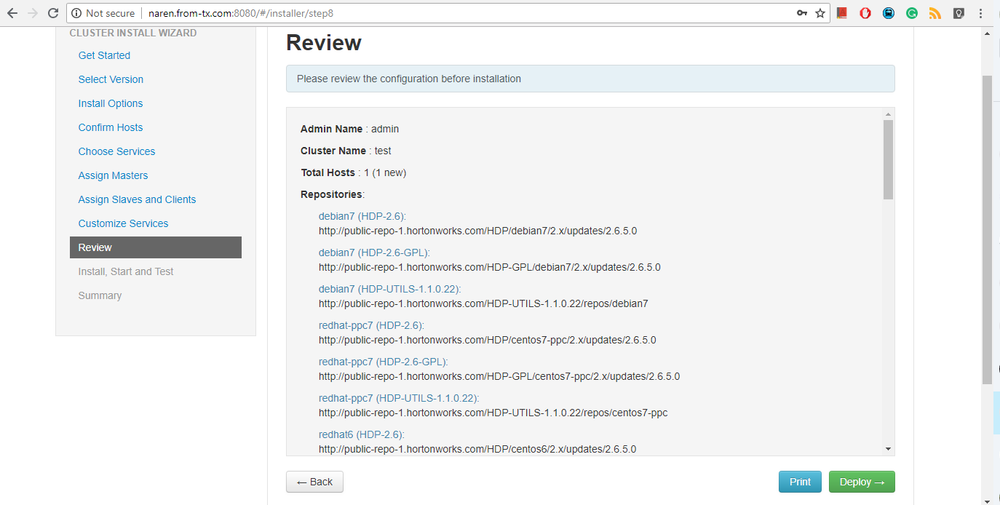 Not secure | naren.from-tx.com:8080/#/installer/step8
CLUSTER INSTALL WIZARD
Get Started
Select Version
Install Options
Confirm Hosts
Choose Services
Assign Masters
Assign Slaves and Clients
Customize Services
Review
Install, Start and Test
Summary
Review
Please review the configuration before installation
Admin Name : admin
Cluster Name : test
Total Hosts : 1 (1 new)
Repositories:
debian7 (HDP-2.6):
http://public-repo-1.hortonworks.com/HDP/debian7/2.x/updates/2.6.5.0
debian7 (HDP-2.6-GPL):
http://public-repo-1.hortonworks.com/HDP-GPL/debian7/2.x/updates/2.6.5.0
debian7 (HDP-UTILS-1.1.0.22):
http://public-repo-1.hortonworks.com/HDP-UTILS-1.1.0.22/repos/debian7
redhat-ppc7 (HDP-2.6):
http://public-repo-1.hortonworks.com/HDP/centos7-ppc/2.x/updates/2.6.5.0
redhat-ppc7 (HDP-2.6-GPL):
http://public-repo-1.hortonworks.com/HDP-GPL/centos7-ppc/2.x/updates/2.6.5.0
redhat-ppc7 (HDP-UTILS-1.1.0.22):
http://public-repo-1.hortonworks.com/HDP-UTILS-1.1.0.22/repos/centos7-ppc
redhat6 (HDP-2.6):
http://public-repo-1.hortonworks.com/HDP/centos6/2.x/updates/2.6.5.0
← Back
Print
Deploy →